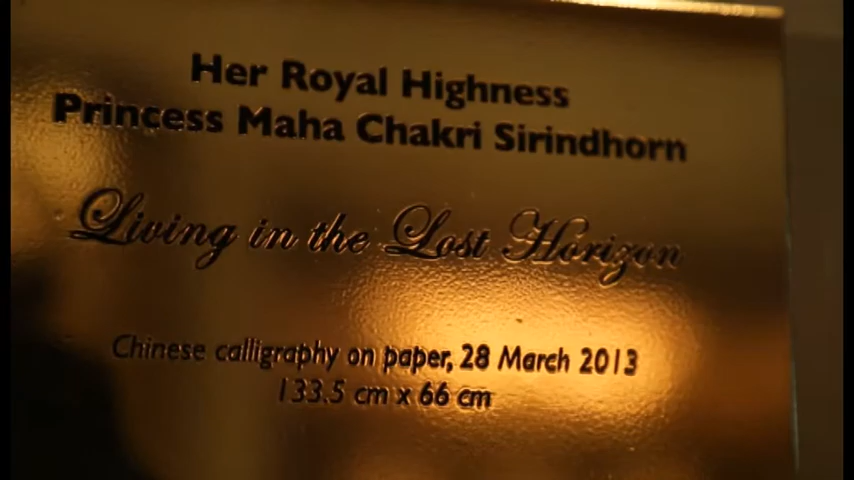 Her Royal Highness
Princess Maha Chakri Sirindhorn
Living in the Lost Horizon
Chinese calligraphy on paper, 28 March 2013
133.5 cm x 66 cm